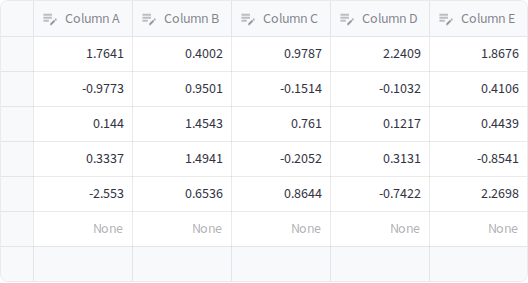 Column A Column B Column C Column D Column E
1.7641 0.4002 0.9787 2.2409 1.8676
-0.9773 0.9501 -0.1514 -0.1032 0.4106
0.144 1.4543 0.761 0.1217 0.4439
0.3337 1.4941 -0.2052 0.3131 -0.8541
-2.553 0.6536 0.8644 -0.7422 2.2698
None None None None None